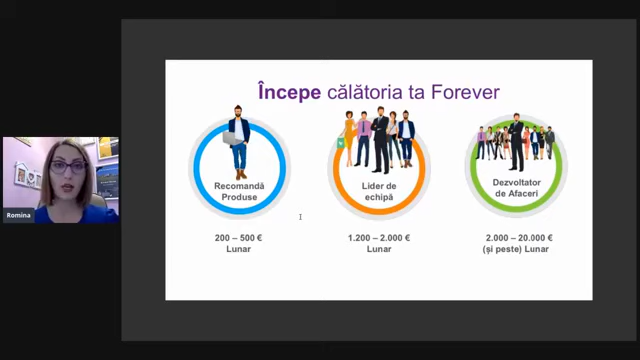 Începe călătoria ta Forever
Recomandă
Produse
Lider de
echipă
Dezvoltator
de Afaceri
200 – 500 €
Lunar
1.200 – 2.000 €
Lunar
2.000 – 20.000 €
(și peste) Lunar
Romina